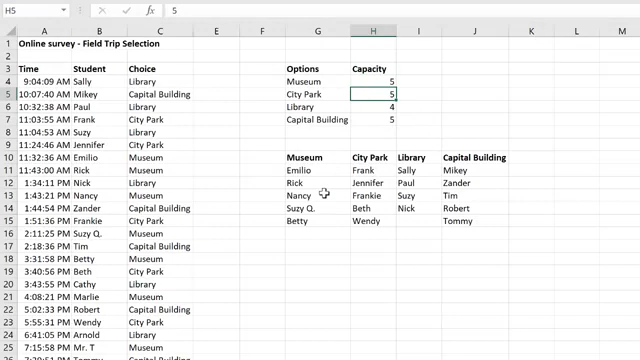 H5 5
A B C D E F G H I J K L M
1 Online survey - Field Trip Selection
2
3 Time Student Choice Options Capacity
4 9:04:09 AM Sally Library Museum 5
5 10:07:40 AM Mikey Capital Building City Park 5
6 10:32:38 AM Paul Library Library 4
7 11:03:55 AM Frank City Park Capital Building 5
8 11:04:53 AM Suzy Library
9 11:24:46 AM Jennifer City Park
10 11:32:36 AM Emilio Museum Museum City Park Library Capital Building
11 11:43:00 AM Rick Museum Emilio Frank Sally Mikey
12 1:34:11 PM Nick Library Rick Jennifer Paul Zander
13 1:43:21 PM Nancy Museum Nancy Frankie Suzy Tim
14 1:44:54 PM Zander Capital Building Suzy Q. Beth Nick Robert
15 1:51:36 PM Frankie City Park Betty Wendy Tommy
16 2:11:25 PM Suzy Q. Museum
17 2:18:36 PM Tim Capital Building
18 3:31:58 PM Betty Museum
19 3:40:56 PM Beth City Park
20 3:43:55 PM Cathy Library
21 4:08:21 PM Marlie Museum
22 5:02:33 PM Robert Capital Building
23 5:55:31 PM Wendy City Park
24 6:41:05 PM Arnold Library
25 7:15:58 PM Mr. T Museum
26 7:20:51 PM Tommy Capital Building